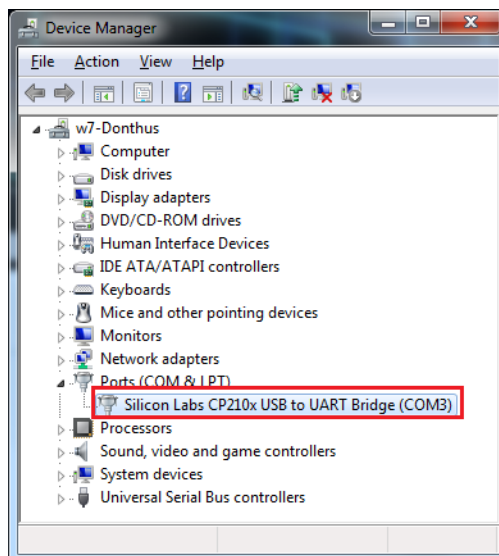 Device Manager
File Action View Help
w7-Donthus
Computer
Disk drives
Display adapters
DVD/CD-ROM drives
Human Interface Devices
IDE ATA/ATAPI controllers
Keyboards
Mice and other pointing devices
Monitors
Network adapters
Ports (COM & LPT)
Silicon Labs CP210x USB to UART Bridge (COM3)
Processors
Sound, video and game controllers
System devices
Universal Serial Bus controllers